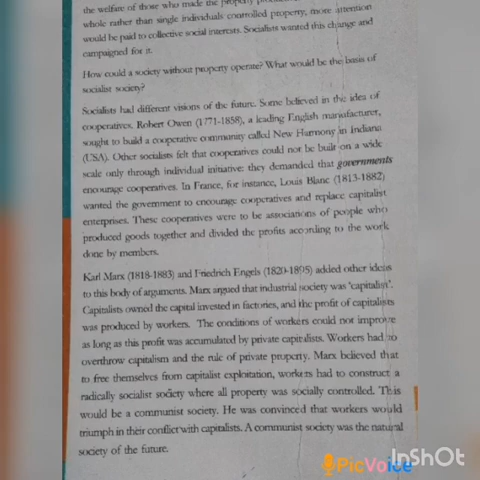 the welfare of those who made the property
whole rather than single individuals controlled property, more attention
would be paid to collective social interests. Socialists wanted this change and
campaigned for it.
How could a society without property operate? What would be the basis of
socialist society?
Socialists had different visions of the future. Some believed in the idea of
cooperatives. Robert Owen (1771-1858), a leading English manufacturer,
sought to build a cooperative community called New Harmony in Indiana
(USA). Other socialists felt that cooperatives could not be built on a wide
scale only through individual initiative: they demanded that governments
encourage cooperatives. In France, for instance, Louis Blanc (1813-1882)
wanted the government to encourage cooperatives and replace capitalist
enterprises. These cooperatives were to be associations of people who
produced goods together and divided the profits according to the work
done by members.
Karl Marx (1818-1883) and Friedrich Engels (1820-1895) added other ideas
to this body of arguments. Marx argued that industrial society was 'capitalist'.
Capitalists owned the capital invested in factories, and the profit of capitalists
was produced by workers. The conditions of workers could not improve
as long as this profit was accumulated by private capitalists. Workers had to
overthrow capitalism and the rule of private property. Marx believed that
to free themselves from capitalist exploitation, workers had to construct a
radically socialist society where all property was socially controlled. This
would be a communist society. He was convinced that workers would
triumph in their conflict with capitalists. A communist society was the natural
society of the future.
PicVoice
InShOt